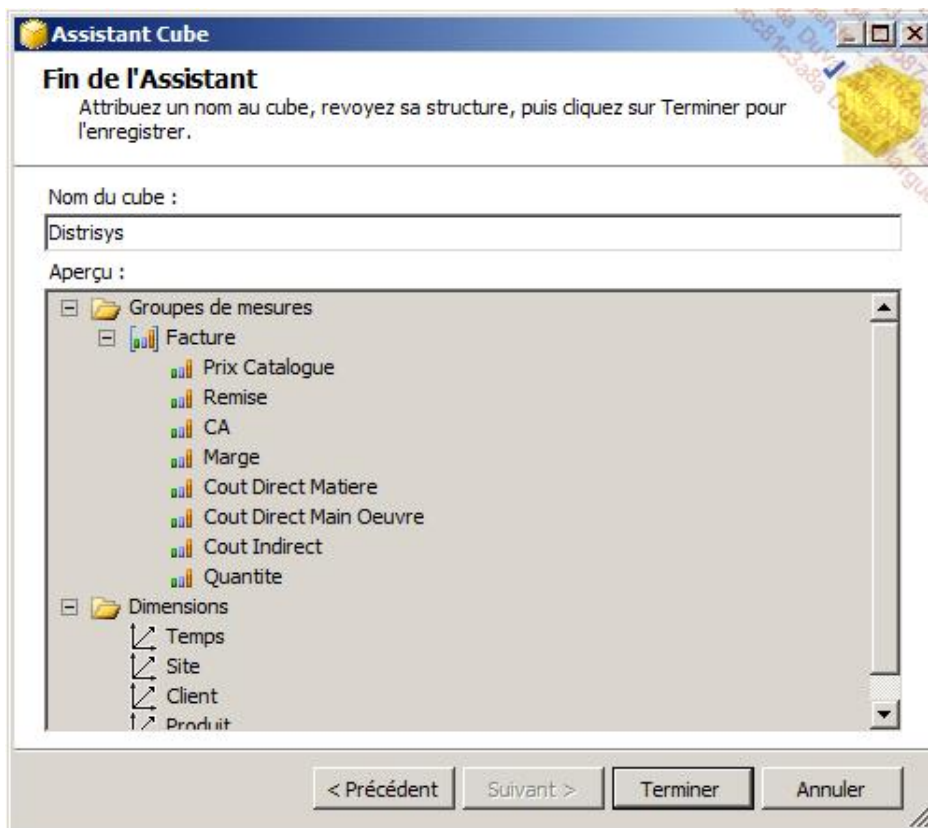 Assistant Cube
Fin de l'Assistant
Attribuez un nom au cube, revoyez sa structure, puis cliquez sur Terminer pour
l'enregistrer.
Nom du cube :
Distrisys
Aperçu :
Groupes de mesures
Facture
Prix Catalogue
Remise
CA
Marge
Cout Direct Matiere
Cout Direct Main Oeuvre
Cout Indirect
Quantite
Dimensions
Temps
Site
Client
Produit
< Précédent
Suivant >
Terminer
Annuler